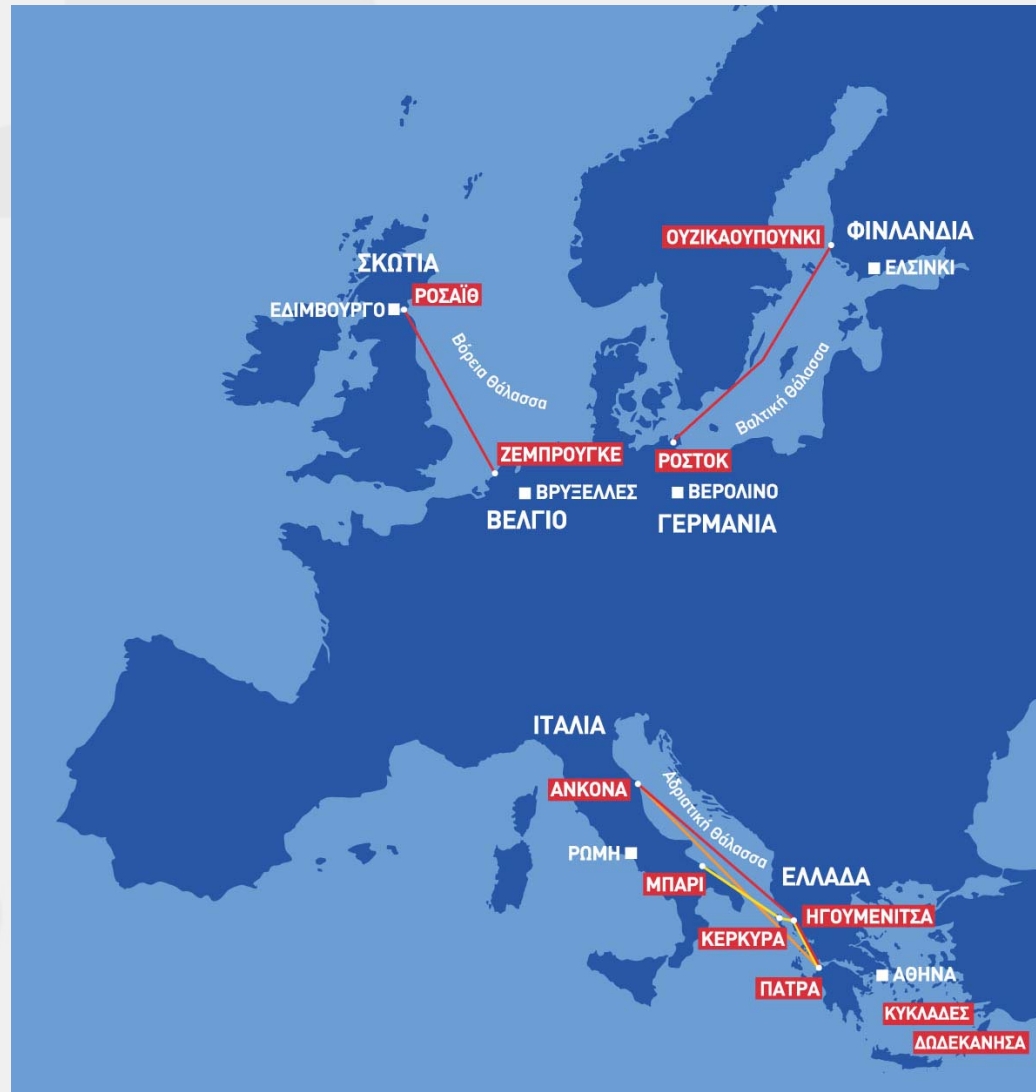 ΟΥΖΙΚΑΟΥΠΟΥΝΚΙ
ΦΙΝΛΑΝΔΙΑ
ΕΛΣΙΝΚΙ
ΣΚΩΤΙΑ
ΡΟΣΑΪΘ
ΕΔΙΜΒΟΥΡΓΟ
Βόρεια Θάλασσα
Βαλτική Θάλασσα
ΖΕΜΠΡΟΥΓΚΕ
ΡΟΣΤΟΚ
ΒΡΥΞΕΛΛΕΣ
ΒΕΡΟΛΙΝΟ
ΒΕΛΓΙΟ
ΓΕΡΜΑΝΙΑ
ΙΤΑΛΙΑ
ΑΝΚΟΝΑ
Αδριατική Θάλασσα
ΡΩΜΗ
ΜΠΑΡΙ
ΕΛΛΑΔΑ
ΗΓΟΥΜΕΝΙΤΣΑ
ΚΕΡΚΥΡΑ
ΠΑΤΡΑ
ΑΘΗΝΑ
ΚΥΚΛΑΔΕΣ
ΔΩΔΕΚΑΝΗΣΑ